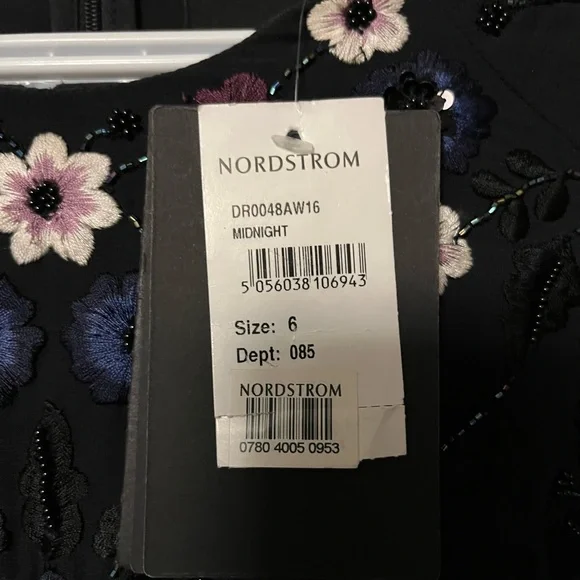 NORDSTROM
DR0048AW16
MIDNIGHT
5 056038 106943
Size: 6
Dept: 085
NORDSTROM
0780 4005 0953